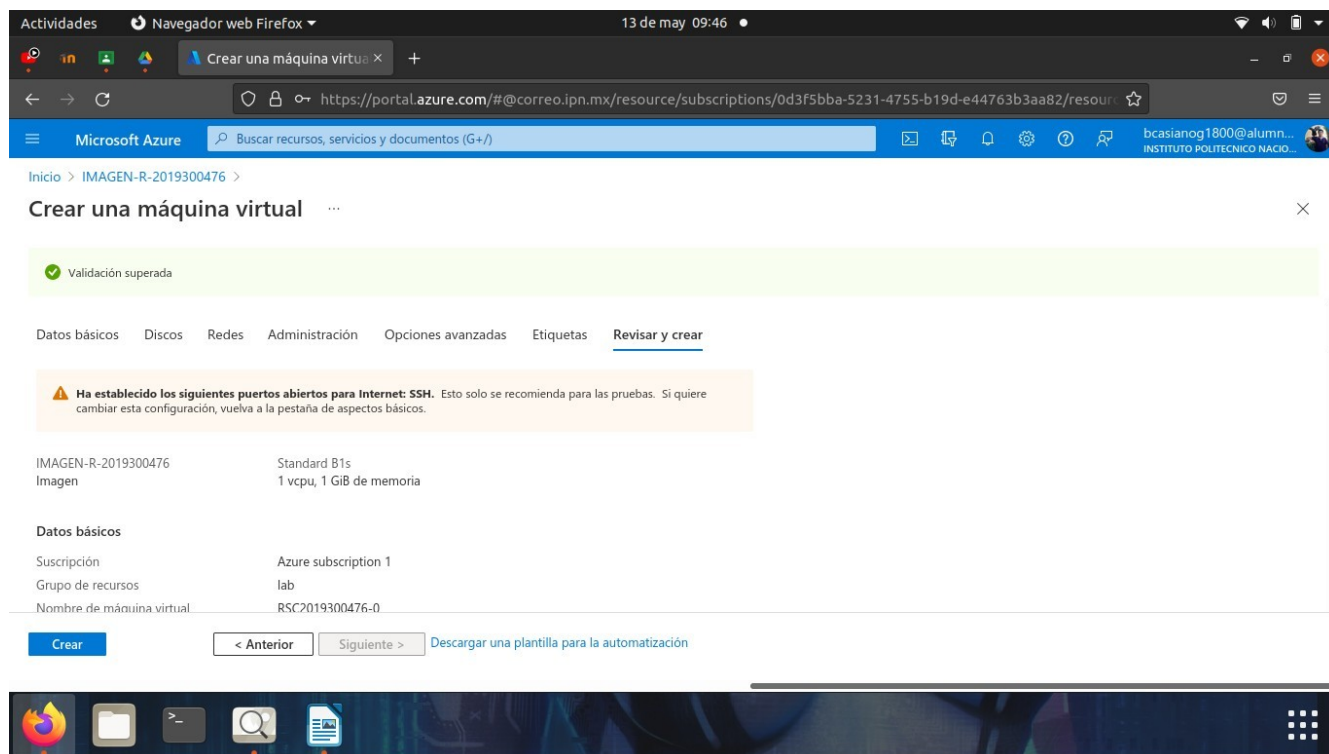 Actividades Navegador web Firefox 13 de may 09:46
Crear una máquina virtua
https://portal.azure.com/#@correo.ipn.mx/resource/subscriptions/0d3f5bba-5231-4755-b19d-e44763b3aa82/resour
Microsoft Azure Buscar recursos, servicios y documentos (G+/) bcasianog1800@alumn...
INSTITUTO POLITECNICO NACIO...
Inicio > IMAGEN-R-2019300476 >
Crear una máquina virtual ...
Validación superada
Datos básicos Discos Redes Administración Opciones avanzadas Etiquetas Revisar y crear
Ha establecido los siguientes puertos abiertos para Internet: SSH. Esto solo se recomienda para las pruebas. Si quiere
cambiar esta configuración, vuelva a la pestaña de aspectos básicos.
IMAGEN-R-2019300476 Standard B1s
Imagen 1 vcpu, 1 GiB de memoria
Datos básicos
Suscripción Azure subscription 1
Grupo de recursos lab
Nombre de máquina virtual RSC2019300476-0
Crear < Anterior Siguiente > Descargar una plantilla para la automatización